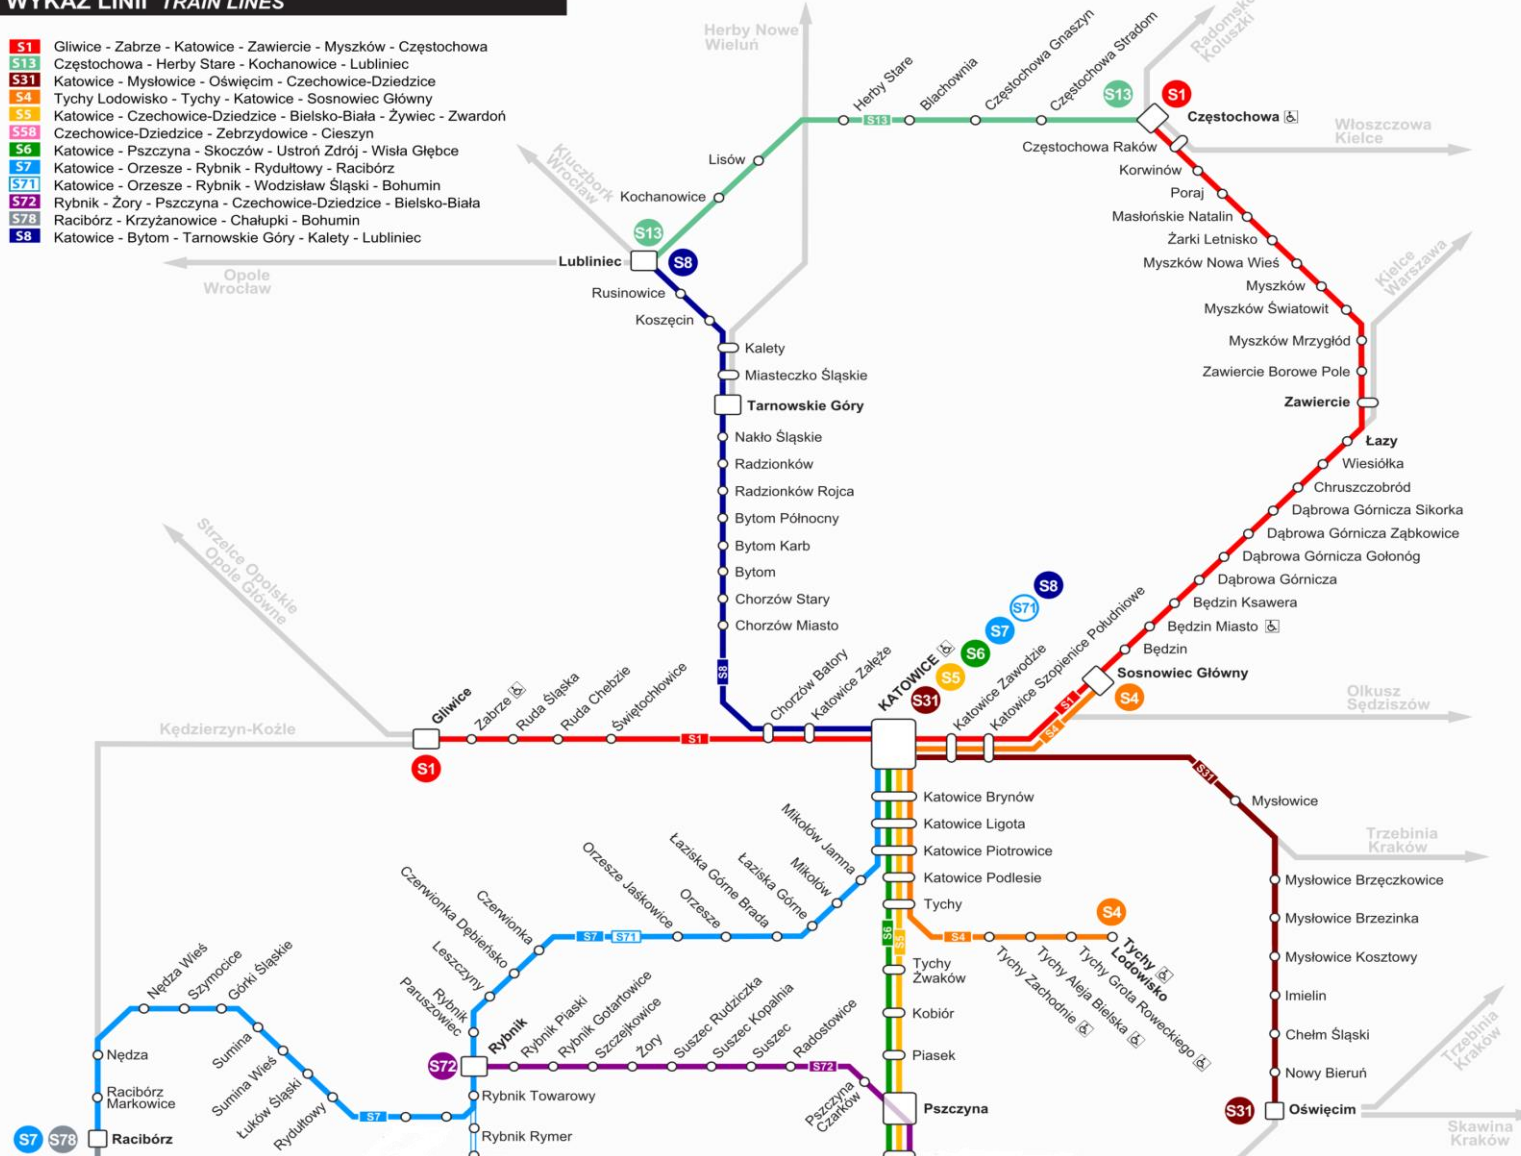 WYKAZ LINII TRAIN LINES
S1 Gliwice - Zabrze - Katowice - Zawiercie - Myszków - Częstochowa
S13 Częstochowa - Herby Stare - Kochanowice - Lubliniec
S31 Katowice - Mysłowice - Oświęcim - Czechowice-Dziedzice
S4 Tychy Lodowisko - Tychy - Katowice - Sosnowiec Główny
S5 Katowice - Czechowice-Dziedzice - Bielsko-Biała - Żywiec - Zwardoń
S58 Czechowice-Dziedzice - Zebrzydowice - Cieszyn
S6 Katowice - Pszczyna - Skoczów - Ustroń Zdrój - Wisła Głębce
S7 Katowice - Orzesze - Rybnik - Rydułtowy - Racibórz
S71 Katowice - Orzesze - Rybnik - Wodzisław Śląski - Bohumin
S72 Rybnik - Żory - Pszczyna - Czechowice-Dziedzice - Bielsko-Biała
S78 Racibórz - Krzyżanowice - Chałupki - Bohumin
S8 Katowice - Bytom - Tarnowskie Góry - Kalety - Lubliniec
Herby Nowe
Wieluń
Radomsko
Koluszki
Kluczbork
Wrocław
Opole
Wrocław
Włoszczowa
Kielce
Kielce
Warszawa
Strzelce Opolskie
Opole Główne
Kędzierzyn-Koźle
Olkusz
Sędziszów
Trzebinia
Kraków
Trzebinia
Kraków
Skawina
Kraków
S13
Lubliniec
S8
Kochanowice
Lisów
Herby Stare
S13
Blachownia
Częstochowa Gnaszyn
Częstochowa Stradom
S13
S1
Częstochowa
Częstochowa Raków
Korwinów
Poraj
Masłońskie Natalin
Żarki Letnisko
Myszków Nowa Wieś
Myszków
Myszków Światowit
Myszków Mrzygłód
Zawiercie Borowe Pole
Zawiercie
Łazy
Wiesiółka
Chruszczobród
Dąbrowa Górnicza Sikorka
Dąbrowa Górnicza Ząbkowice
Dąbrowa Górnicza Gołonóg
Dąbrowa Górnicza
Będzin Ksawera
Będzin Miasto
Będzin
Sosnowiec Główny
S4
S1
S4
Rusinowice
Koszęcin
Kalety
Miasteczko Śląskie
Tarnowskie Góry
Nakło Śląskie
Radzionków
Radzionków Rojca
Bytom Północny
Bytom Karb
Bytom
Chorzów Stary
Chorzów Miasto
S8
Chorzów Batory
Katowice Załęże
Gliwice
S1
Zabrze
Ruda Śląska
Ruda Chebzie
Świętochłowice
S1
KATOWICE
S31
S5
S6
S7
S71
S8
Katowice Zawodzie
Katowice Szopienice Południowe
S31
Mysłowice
Mysłowice Brzęczkowice
Mysłowice Brzezinka
Mysłowice Kosztowy
Imielin
Chełm Śląski
Nowy Bieruń
S31
Oświęcim
Katowice Brynów
Katowice Ligota
Katowice Piotrowice
Katowice Podlesie
Tychy
S6
S5
S4
Tychy Zachodnie
Tychy Aleja Bielska
Tychy Grota Roweckiego
S4
Tychy
Lodowisko
Tychy
Żwaków
Kobiór
Piasek
Pszczyna
Mikołów Jamna
Mikołów
Łaziska Górne
Łaziska Górne Brada
Orzesze
Orzesze Jaśkowice
S7
S71
Czerwionka
Czerwionka Dębieńsko
Leszczyny
Rybnik
Paruszowiec
S72
Rybnik
Rybnik Piaski
Rybnik Gotartowice
Szczejkowice
Żory
Suszec Rudziczka
Suszec Kopalnia
Suszec
Radostowice
S72
Pszczyna
Czarków
Rybnik Towarowy
Rybnik Rymer
S7
Rydułtowy
Łuków Śląski
Sumina Wieś
Sumina
Górki Śląskie
Szymocice
Nędza Wieś
Nędza
Racibórz
Markowice
S7
S78
Racibórz